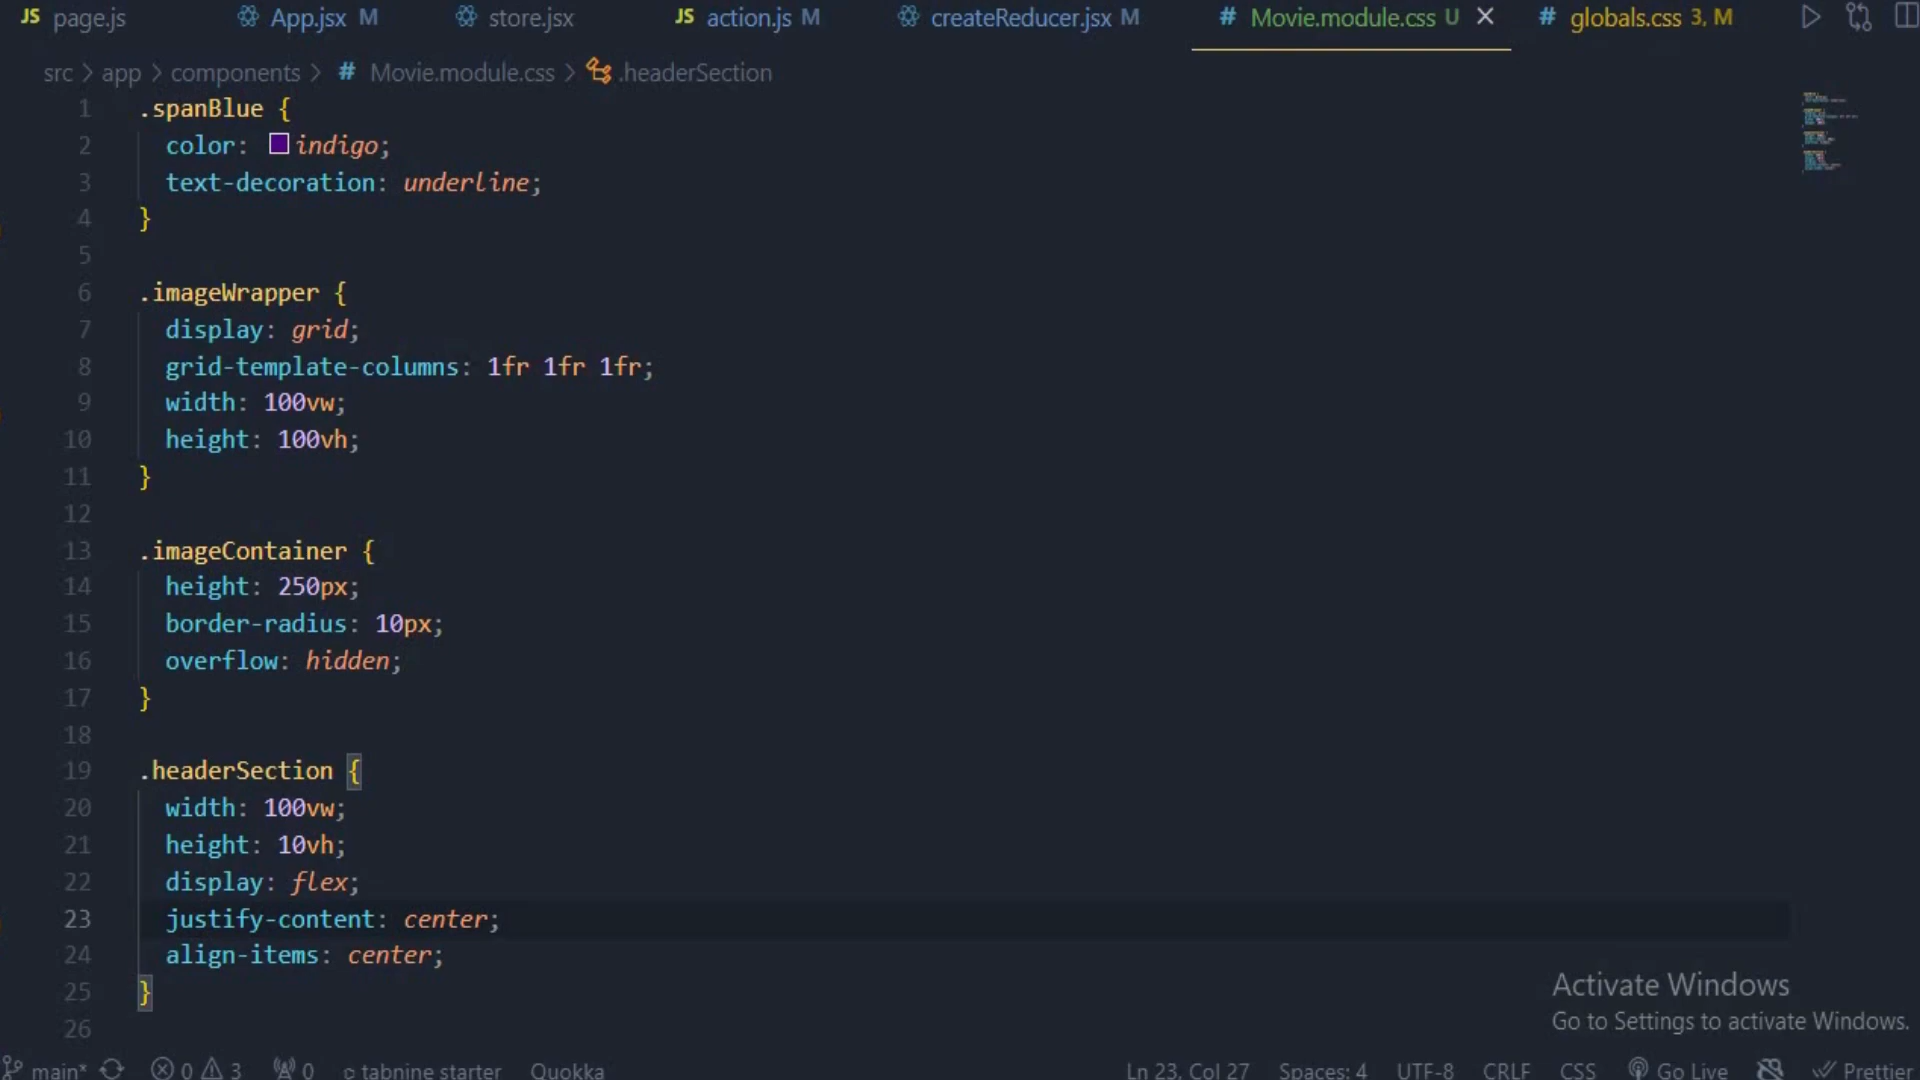 JS page.js App.jsx M store.jsx JS action.js M createReducer.jsx M # Movie.module.css U # globals.css 3, M
src > app > components > # Movie.module.css > .headerSection
1 .spanBlue {
2 color: indigo;
3 text-decoration: underline;
4 }
5
6 .imageWrapper {
7 display: grid;
8 grid-template-columns: 1fr 1fr 1fr;
9 width: 100vw;
10 height: 100vh;
11 }
12
13 .imageContainer {
14 height: 250px;
15 border-radius: 10px;
16 overflow: hidden;
17 }
18
19 .headerSection {
20 width: 100vw;
21 height: 10vh;
22 display: flex;
23 justify-content: center;
24 align-items: center;
25 }
26
Activate Windows
Go to Settings to activate Windows.
main* 0 3 0 tabnine starter Quokka Ln 23, Col 27 Spaces: 4 UTF-8 CRLF CSS Go Live Prettier